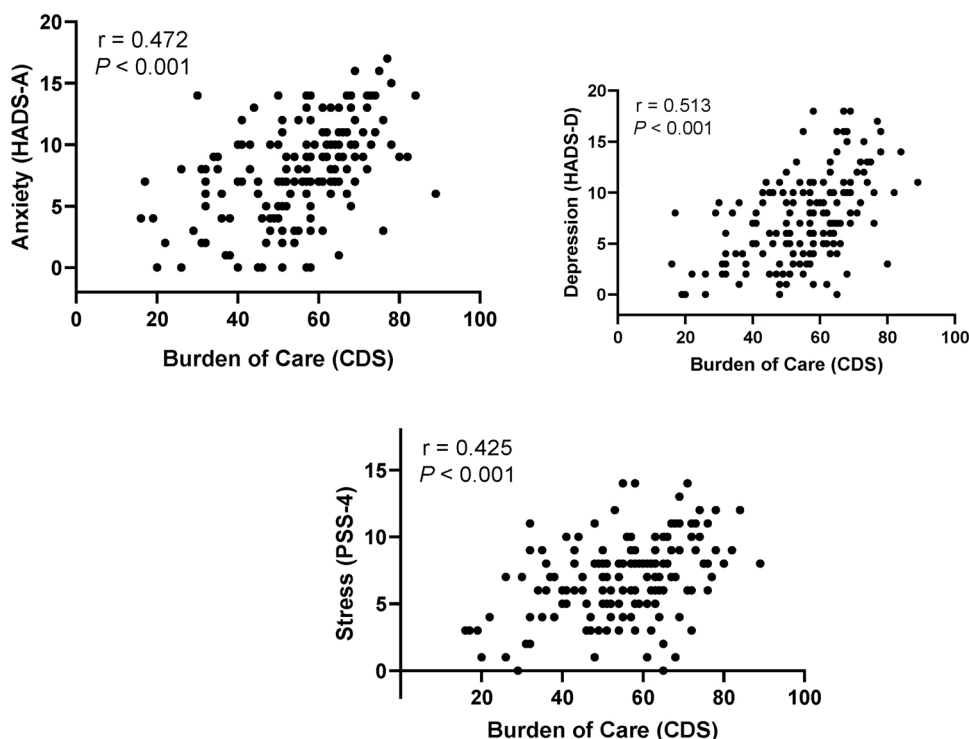 r = 0.472
P < 0.001
Anxiety (HADS-A)
20
15
10
5
0
0 20 40 60 80 100
Burden of Care (CDS)
r = 0.513
P < 0.001
Depression (HADS-D)
20
15
10
5
0
0 20 40 60 80 100
Burden of Care (CDS)
r = 0.425
P < 0.001
Stress (PSS-4)
15
10
5
0
20 40 60 80 100
Burden of Care (CDS)